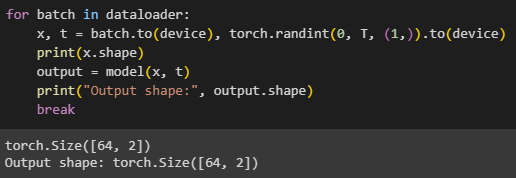 for batch in dataloader:
    x, t = batch.to(device), torch.randint(0, T, (1,)).to(device)
    print(x.shape)
    output = model(x, t)
    print("Output shape:", output.shape)
    break
torch.Size([64, 2])
Output shape: torch.Size([64, 2])